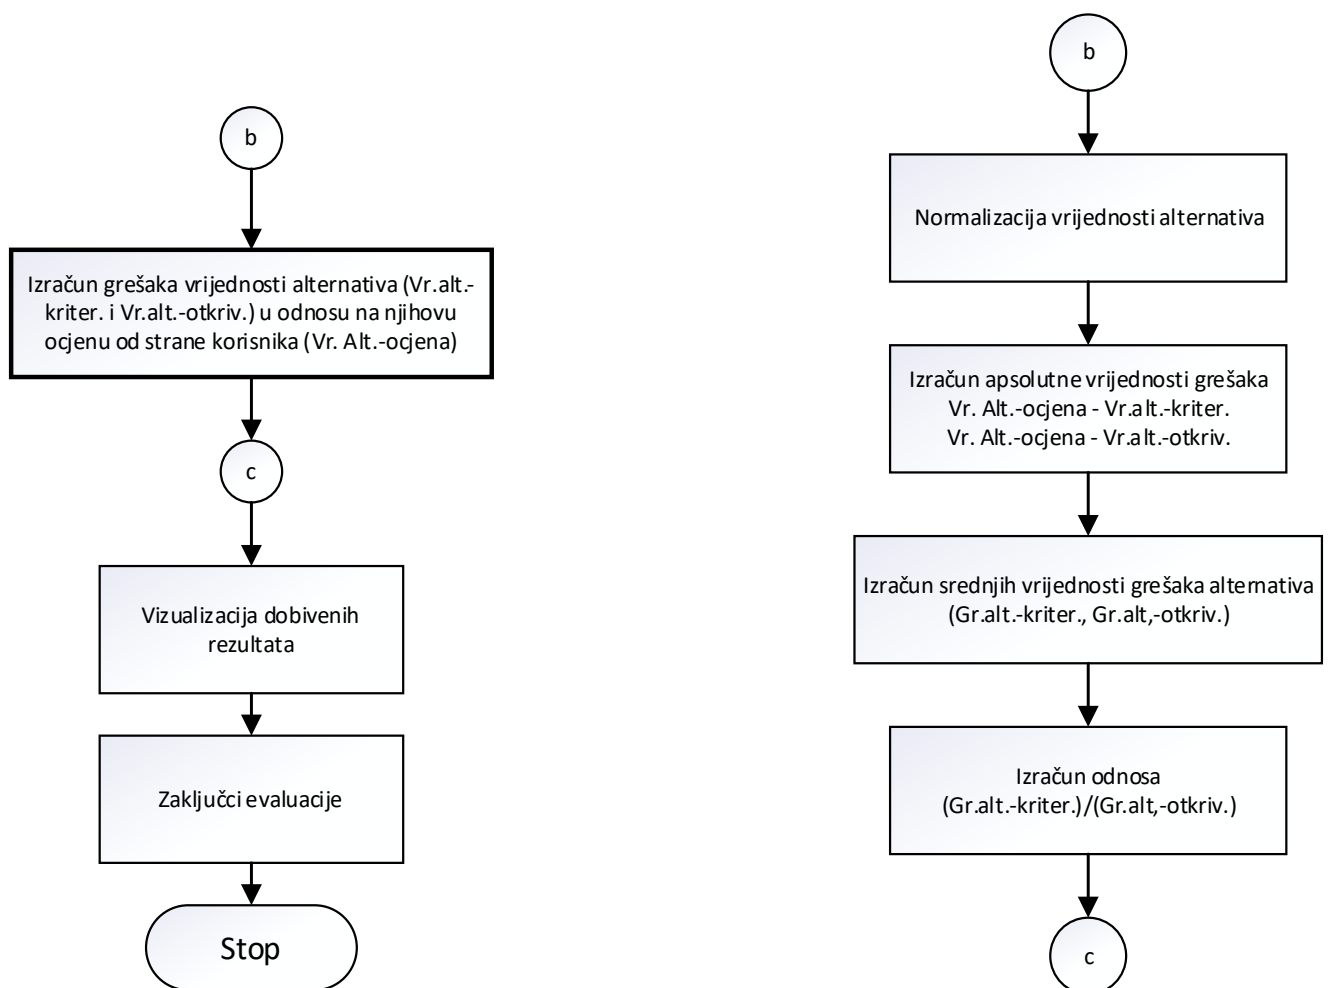 b
Izračun grešaka vrijednosti alternativa (Vr.alt.-
kriter. i Vr.alt.-otkriv.) u odnosu na njihovu
ocjenu od strane korisnika (Vr. Alt.-ocjena)
c
Vizualizacija dobivenih
rezultata
Zaključci evaluacije
Stop
b
Normalizacija vrijednosti alternativa
Izračun apsolutne vrijednosti grešaka
Vr. Alt.-ocjena - Vr.alt.-kriter.
Vr. Alt.-ocjena - Vr.alt.-otkriv.
Izračun srednjih vrijednosti grešaka alternativa
(Gr.alt.-kriter., Gr.alt,-otkriv.)
Izračun odnosa
(Gr.alt.-kriter.)/(Gr.alt,-otkriv.)
c